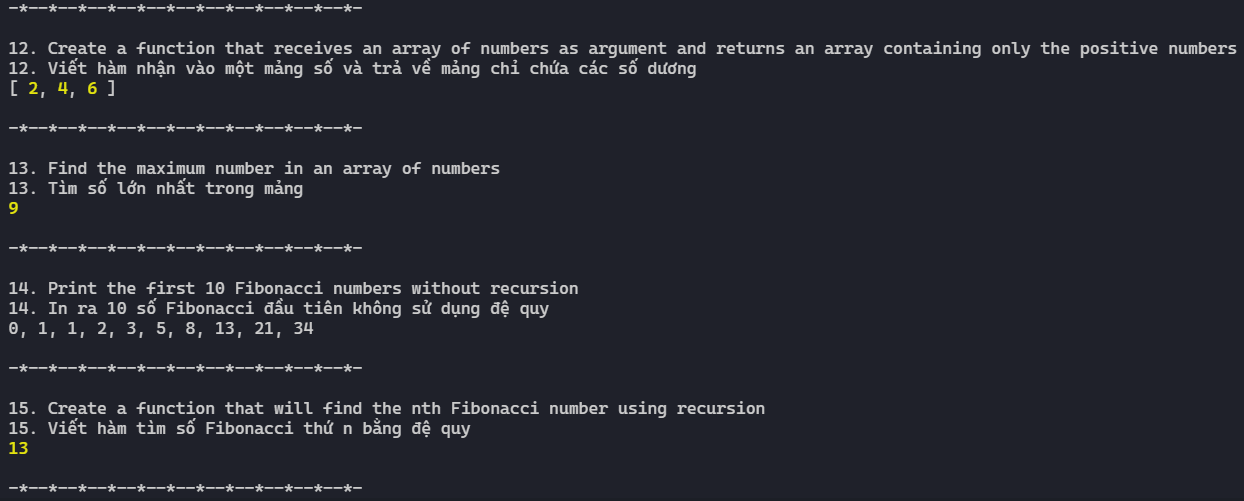 -*--*--*--*--*--*--*--*--*--*--*--*-
12. Create a function that receives an array of numbers as argument and returns an array containing only the positive numbers
12. Viết hàm nhận vào một mảng số và trả về mảng chỉ chứa các số dương
[ 2, 4, 6 ]
-*--*--*--*--*--*--*--*--*--*--*--*-
13. Find the maximum number in an array of numbers
13. Tìm số lớn nhất trong mảng
9
-*--*--*--*--*--*--*--*--*--*--*--*-
14. Print the first 10 Fibonacci numbers without recursion
14. In ra 10 số Fibonacci đầu tiên không sử dụng đệ quy
0, 1, 1, 2, 3, 5, 8, 13, 21, 34
-*--*--*--*--*--*--*--*--*--*--*--*-
15. Create a function that will find the nth Fibonacci number using recursion
15. Viết hàm tìm số Fibonacci thứ n bằng đệ quy
13
-*--*--*--*--*--*--*--*--*--*--*--*-